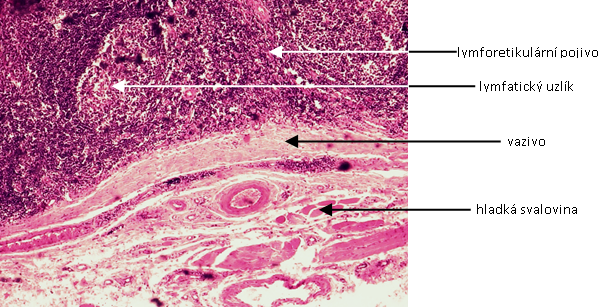 lymforetikulární pojivo
lymfatický uzlík
vazivo
hladká svalovina